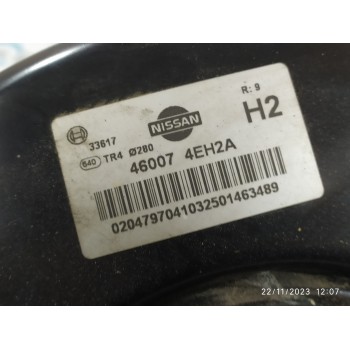 R: 9
33617
NISSAN
H2
640 TR4 Ø280
46007 4EH2A
0204797041032501463489
22/11/2023 12:07